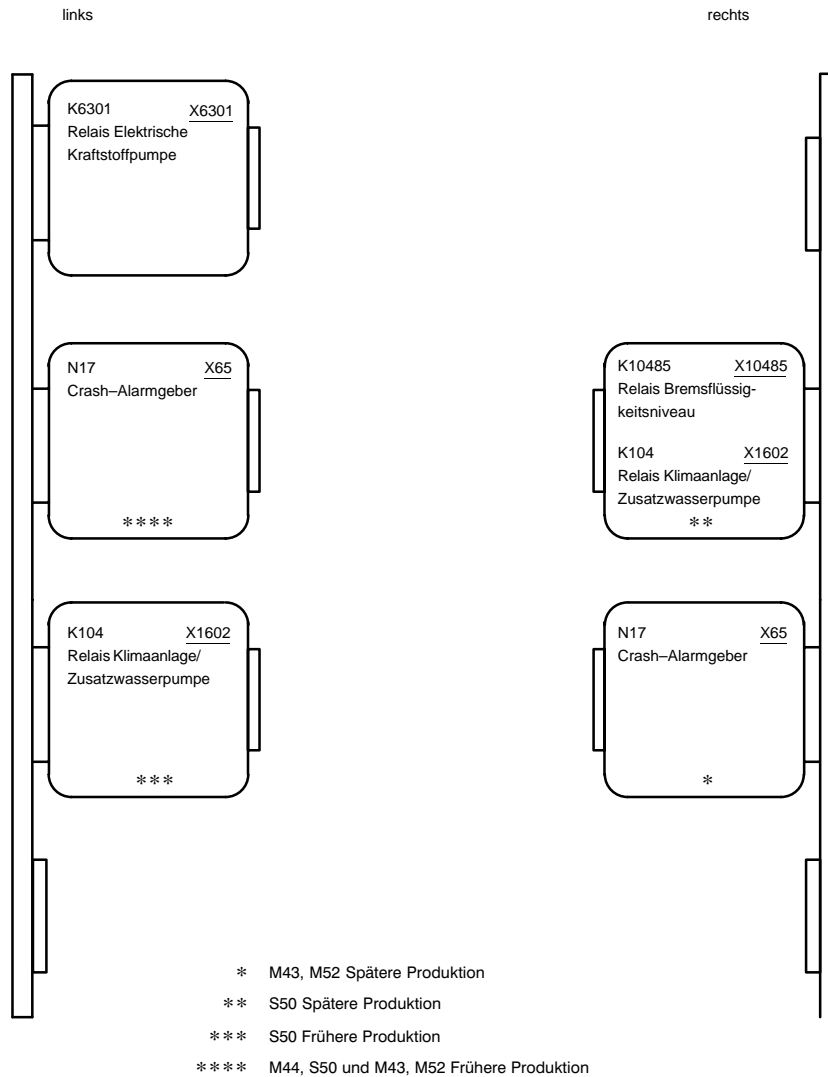 links
rechts
K6301 X6301
Relais Elektrische
Kraftstoffpumpe
N17 X65
Crash–Alarmgeber
****
K10485 X10485
Relais Bremsflüssig-
keitsniveau
K104 X1602
Relais Klimaanlage/
Zusatzwasserpumpe
**
K104 X1602
Relais Klimaanlage/
Zusatzwasserpumpe
***
N17 X65
Crash–Alarmgeber
*
* M43, M52 Spätere Produktion
** S50 Spätere Produktion
*** S50 Frühere Produktion
**** M44, S50 und M43, M52 Frühere Produktion